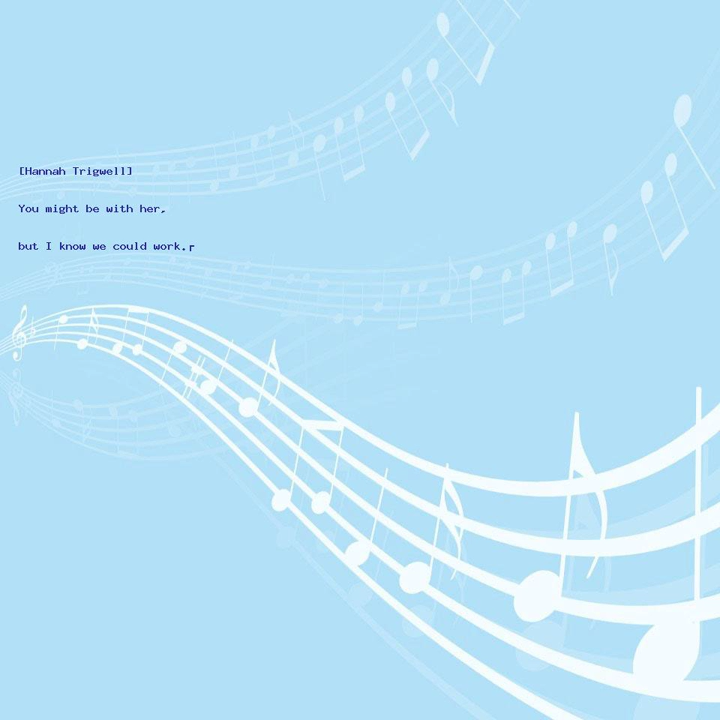 [Hannah Trigwell]
You might be with her,
but I know we could work.┌